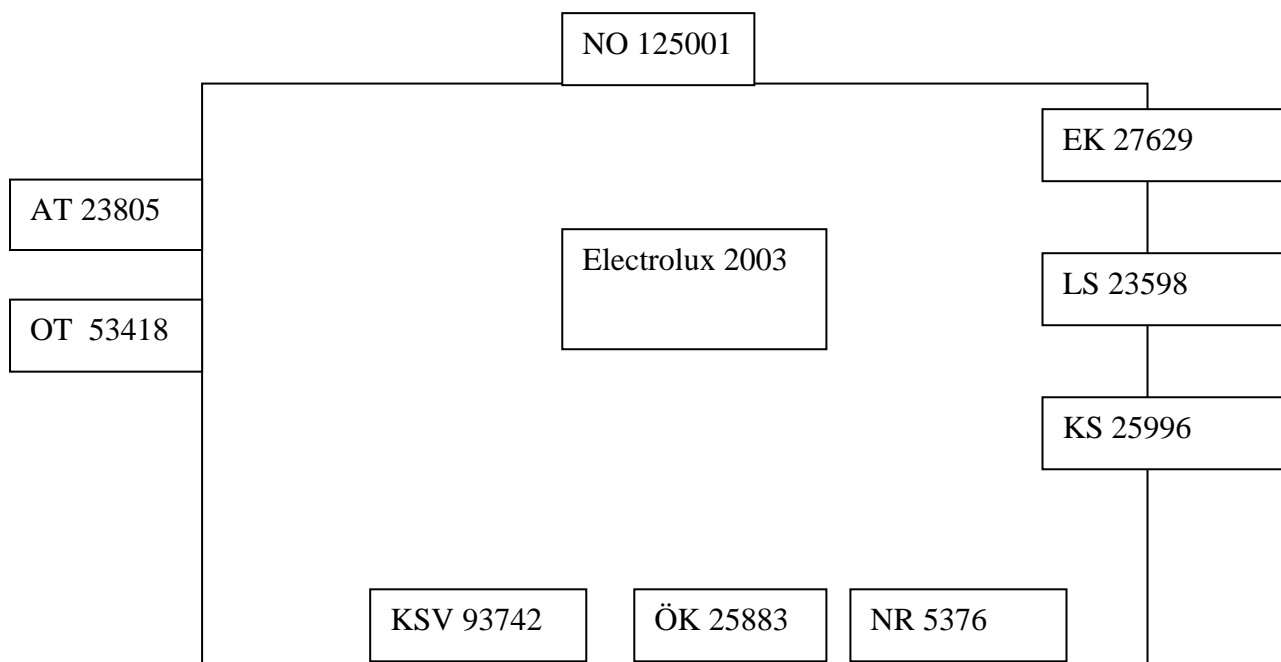 NO 125001
EK 27629
AT 23805
Electrolux 2003
LS 23598
OT  53418
KS 25996
KSV 93742
ÖK 25883
NR 5376